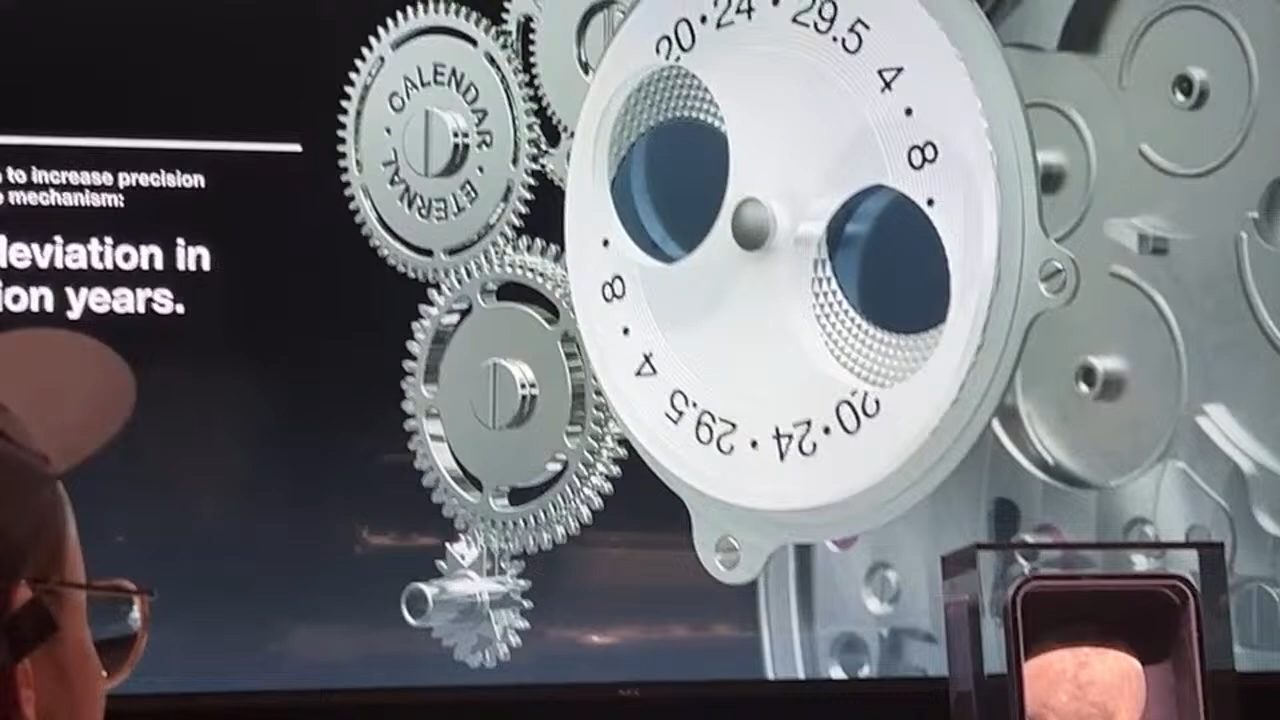 to increase precision
mechanism:
deviation in
ion years.
CALENDAR · ETERNAL ·
20 · 24 · 29.5
4 · 8 ·
· 8 · 4
29.5 · 24 · 20
NEC